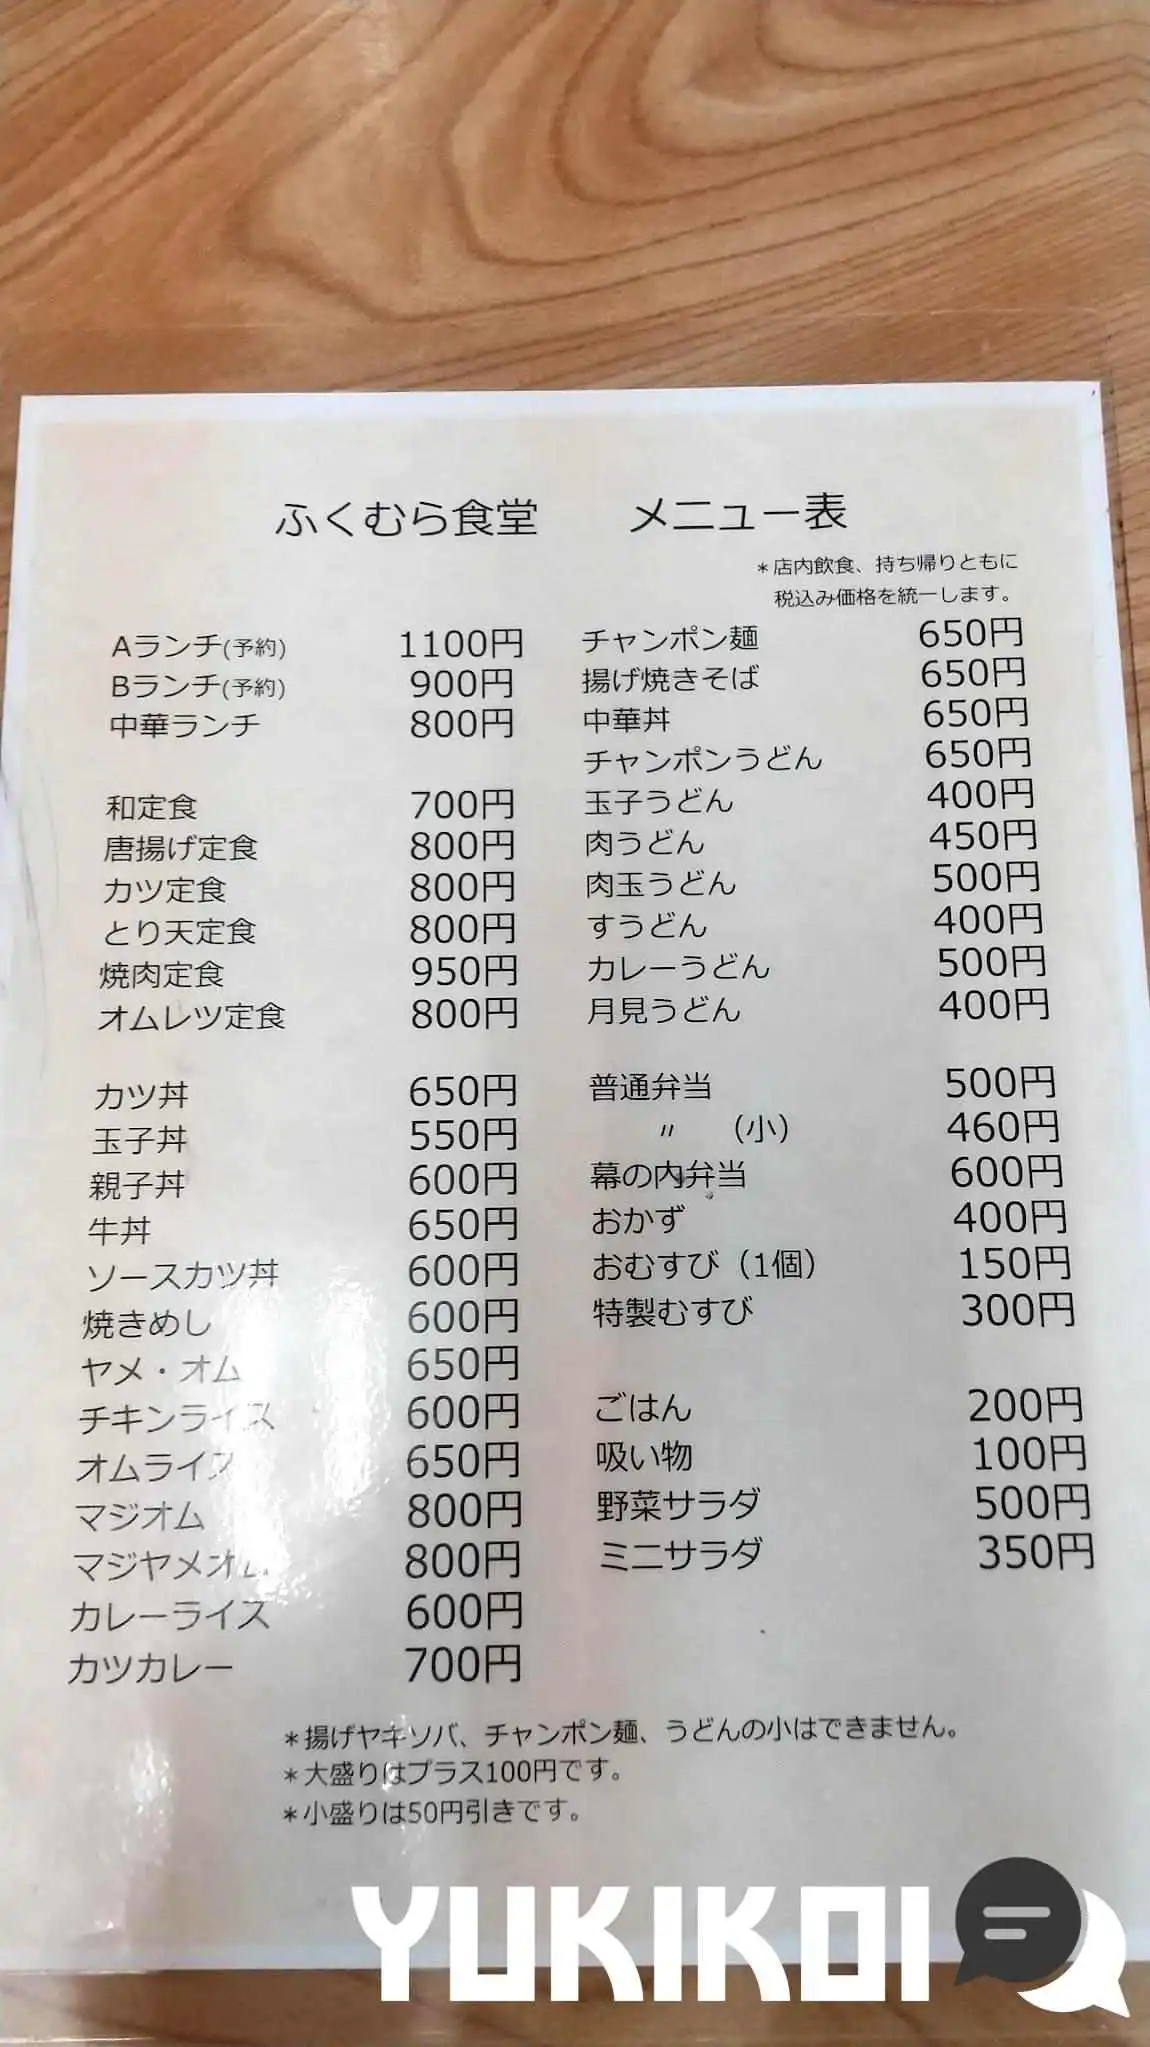 ふくむら食堂　メニュー表
＊店内飲食、持ち帰りともに
税込み価格を統一します。
Aランチ(予約) 1100円
Bランチ(予約) 900円
中華ランチ 800円
和定食 700円
唐揚げ定食 800円
カツ定食 800円
とり天定食 800円
焼肉定食 950円
オムレツ定食 800円
カツ丼 650円
玉子丼 550円
親子丼 600円
牛丼 650円
ソースカツ丼 600円
焼きめし 600円
ヤメ・オム 650円
チキンライス 600円
オムライス 650円
マジオム 800円
マジヤメオム 800円
カレーライス 600円
カツカレー 700円
チャンポン麺 650円
揚げ焼きそば 650円
中華丼 650円
チャンポンうどん 650円
玉子うどん 400円
肉うどん 450円
肉玉うどん 500円
すうどん 400円
カレーうどん 500円
月見うどん 400円
普通弁当 500円
〃　（小） 460円
幕の内弁当 600円
おかず 400円
おむすび（1個） 150円
特製むすび 300円
ごはん 200円
吸い物 100円
野菜サラダ 500円
ミニサラダ 350円
＊揚げヤキソバ、チャンポン麺、うどんの小はできません。
＊大盛りはプラス100円です。
＊小盛りは50円引きです。
YUKIKOI